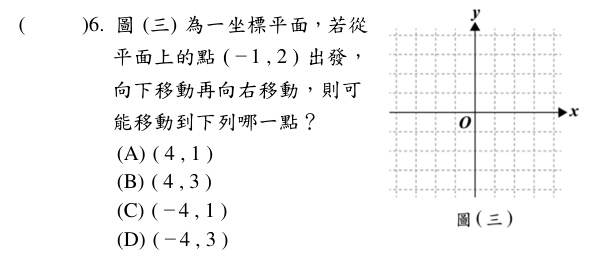 (　　)6. 圖 (三) 為一坐標平面，若從
平面上的點 (－1 , 2) 出發，
向下移動再向右移動，則可
能移動到下列哪一點？
(A) ( 4 , 1 )
(B) ( 4 , 3 )
(C) (－4 , 1 )
(D) (－4 , 3 )
y
x
O
圖 ( 三 )